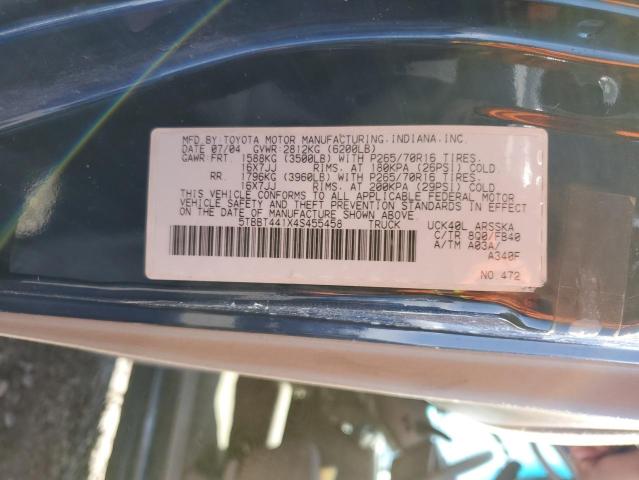 MFD.BY:TOYOTA MOTOR MANUFACTURING, INDIANA, INC.
DATE 07/04 GVWR:2812KG (6200LB)
GAWR FRT 1588KG (3500LB) WITH P265/70R16 TIRES.
16X7JJ RIMS. AT 180KPA (26PSI) COLD
RR. 1796KG (3960LB) WITH P265/70R16 TIRES.
16X7JJ RIMS. AT 200KPA (29PSI) COLD
THIS VEHICLE CONFORMS TO ALL APPLICABLE FEDERAL MOTOR
VEHICLE SAFETY AND THEFT PREVENTION STANDARDS IN EFFECT
ON THE DATE OF MANUFACTURE SHOWN ABOVE.
5TBBT441X4S455458 TRUCK UCK40L ARSSKA
C/TR 8Q0/FB40
A/TM A03A/
A340F
NO.472